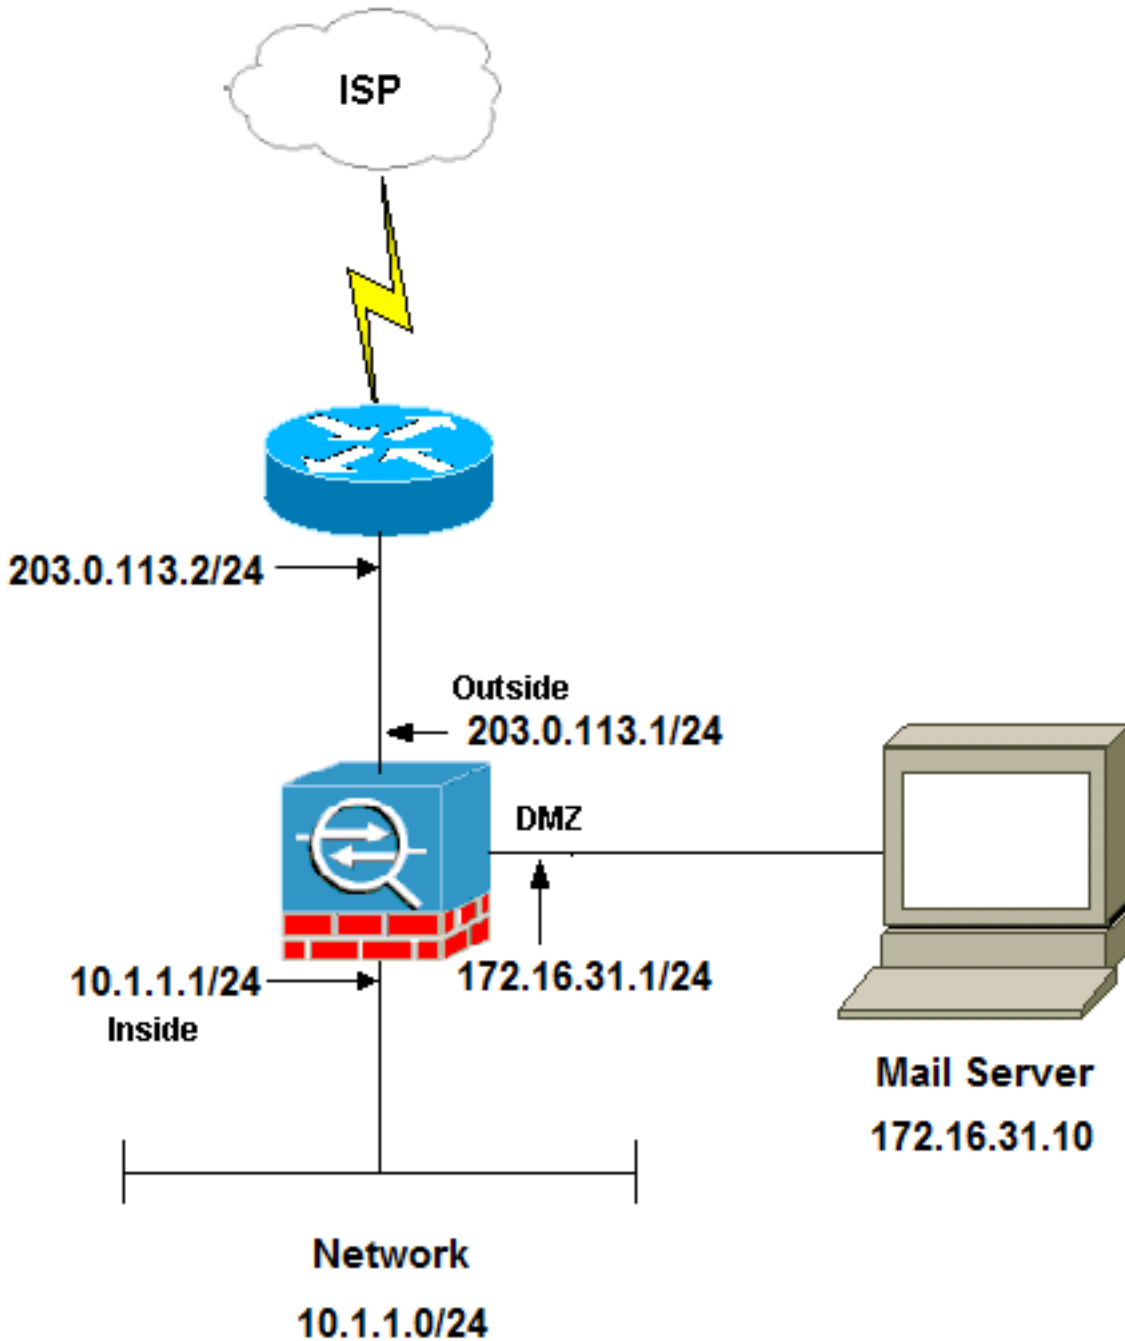 ISP
203.0.113.2/24
Outside
203.0.113.1/24
DMZ
10.1.1.1/24
Inside
172.16.31.1/24
Mail Server
172.16.31.10
Network
10.1.1.0/24